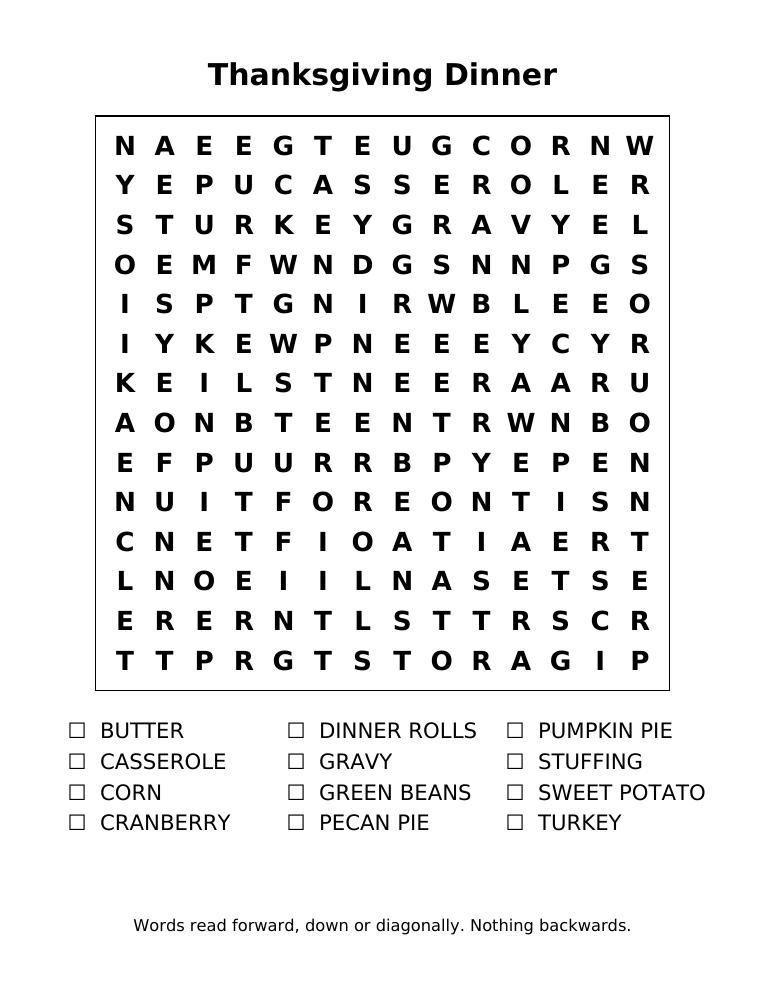 Thanksgiving Dinner
N A E E G T E U G C O R N W
Y E P U C A S S E R O L E R
S T U R K E Y G R A V Y E L
O E M F W N D G S N N P G S
I S P T G N I R W B L E E O
I Y K E W P N E E E Y C Y R
K E I L S T N E E R A A R U
A O N B T E E N T R W N B O
E F P U U R R B P Y E P E N
N U I T F O R E O N T I S N
C N E T F I O A T I A E R T
L N O E I I L N A S E T S E
E R E R N T L S T T R S C R
T T P R G T S T O R A G I P
☐ BUTTER ☐ DINNER ROLLS ☐ PUMPKIN PIE
☐ CASSEROLE ☐ GRAVY ☐ STUFFING
☐ CORN ☐ GREEN BEANS ☐ SWEET POTATO
☐ CRANBERRY ☐ PECAN PIE ☐ TURKEY
Words read forward, down or diagonally. Nothing backwards.